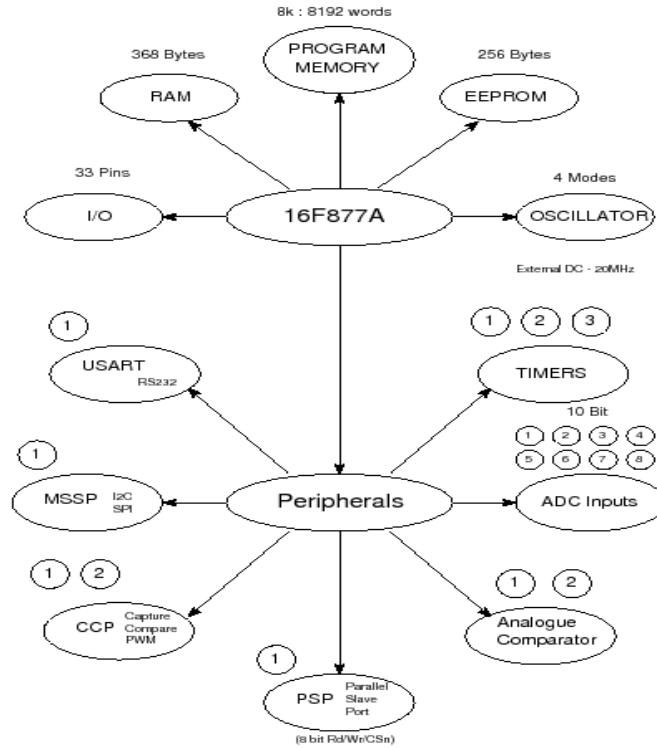 8k : 8192 words
PROGRAM
MEMORY
368 Bytes
RAM
256 Bytes
EEPROM
33 Pins
I/O
16F877A
4 Modes
OSCILLATOR
External DC - 20MHz
1
USART
RS232
1 2 3
TIMERS
10 Bit
1 2 3 4
5 6 7 8
ADC Inputs
1
MSSP I2C
SPI
Peripherals
1 2
CCP Capture
Compare
PWM
1 2
Analogue
Comparator
1
PSP Parallel
Slave
Port
(8 bit Rd/Wr/CSn)